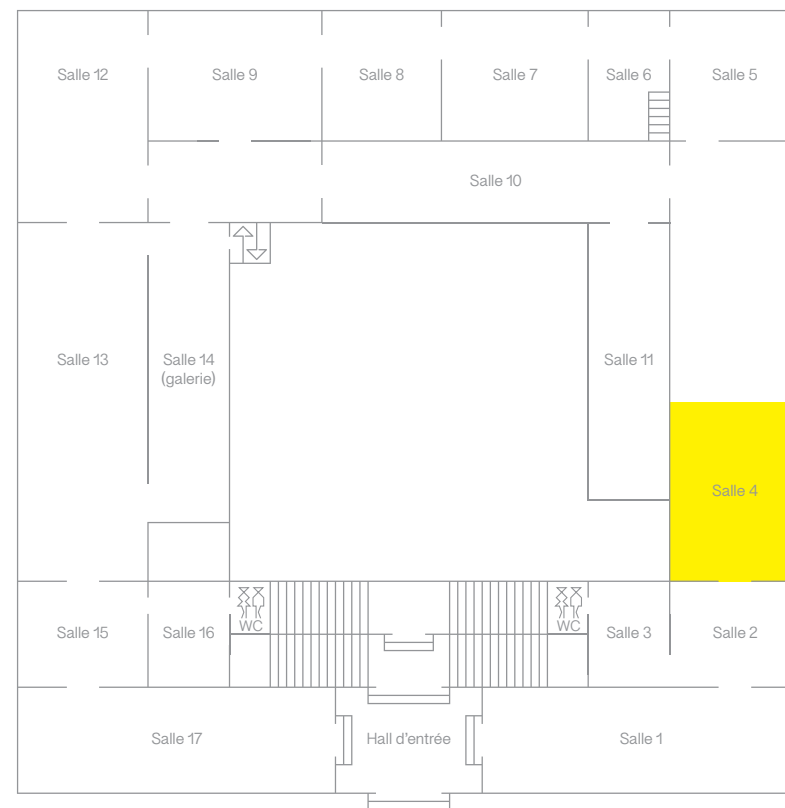 Salle 12
Salle 9
Salle 8
Salle 7
Salle 6
Salle 5
Salle 10
Salle 13
Salle 14
(galerie)
Salle 11
Salle 4
WC
WC
Salle 15
Salle 16
Salle 3
Salle 2
Salle 17
Hall d'entrée
Salle 1